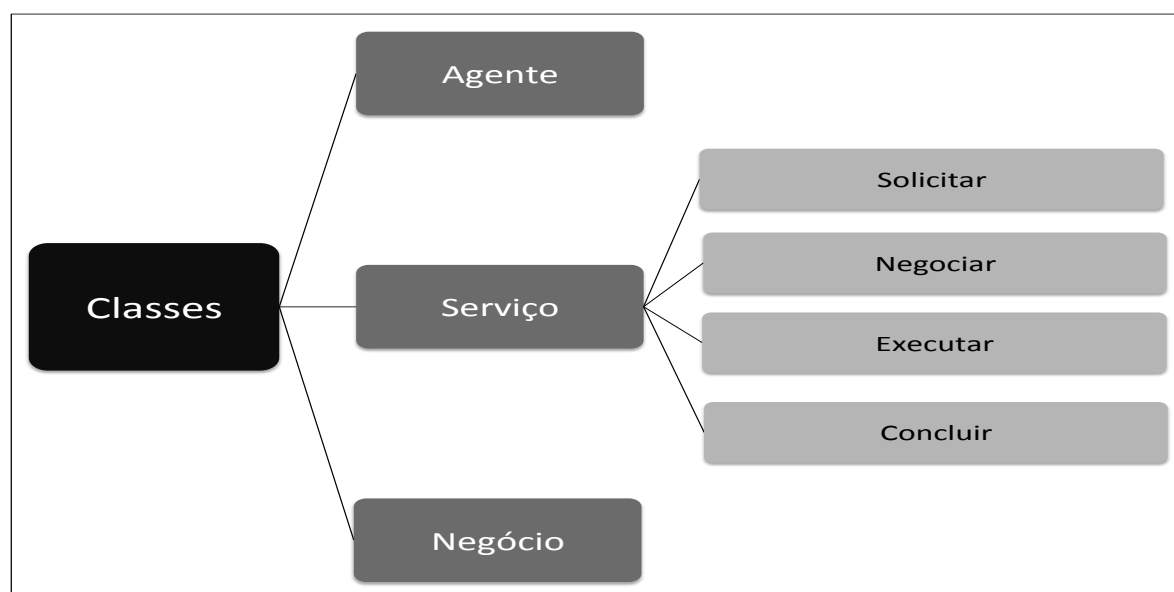 Classes
Agente
Serviço
Negócio
Solicitar
Negociar
Executar
Concluir